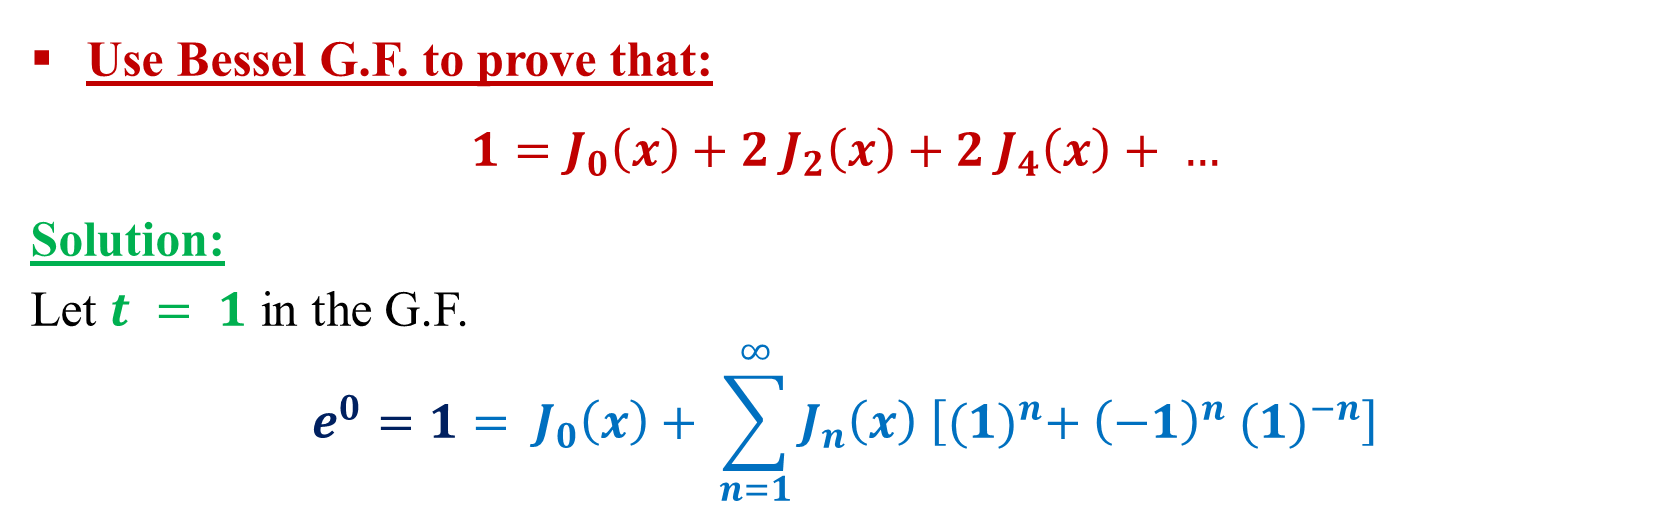 ▪ Use Bessel G.F. to prove that:
1 = J₀(x) + 2 J₂(x) + 2 J₄(x) + ...
Solution:
Let t = 1 in the G.F.
e⁰ = 1 = J₀(x) + ∑_{n=1}^{∞} Jₙ(x) [(1)ⁿ + (−1)ⁿ (1)⁻ⁿ]